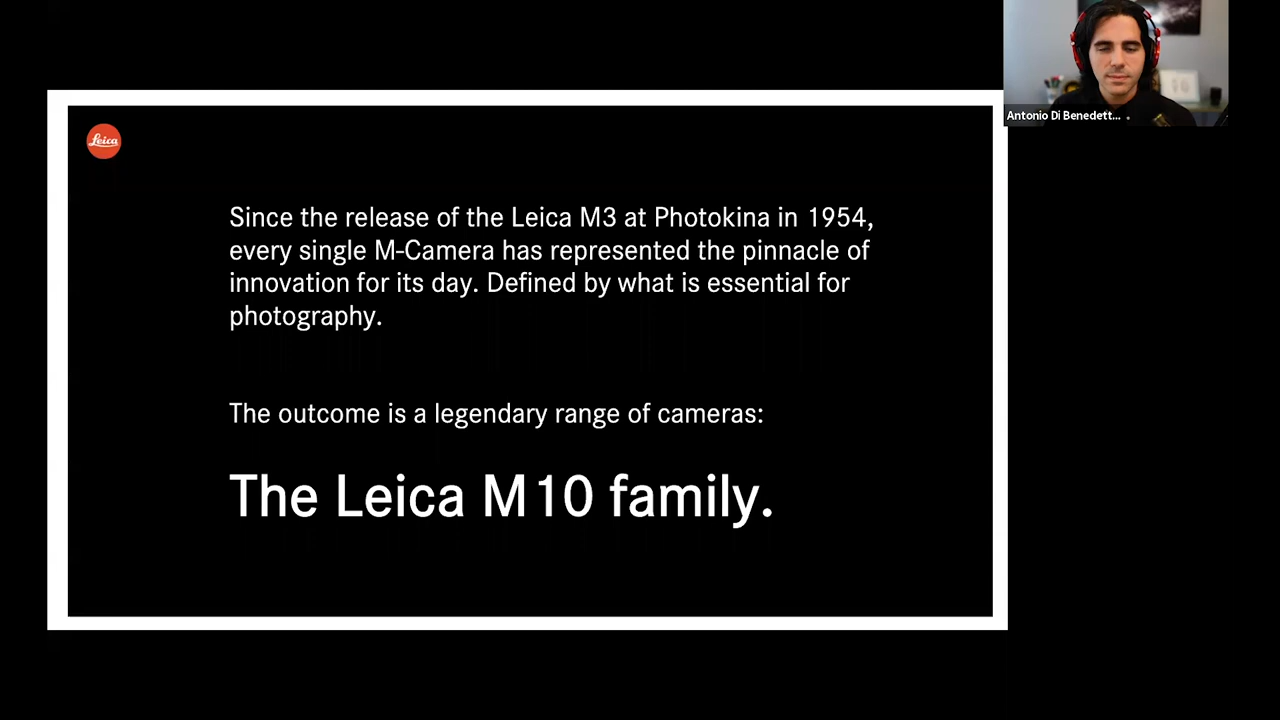 Leica
Antonio Di Benedett...
Since the release of the Leica M3 at Photokina in 1954,
every single M-Camera has represented the pinnacle of
innovation for its day. Defined by what is essential for
photography.
The outcome is a legendary range of cameras:
The Leica M10 family.